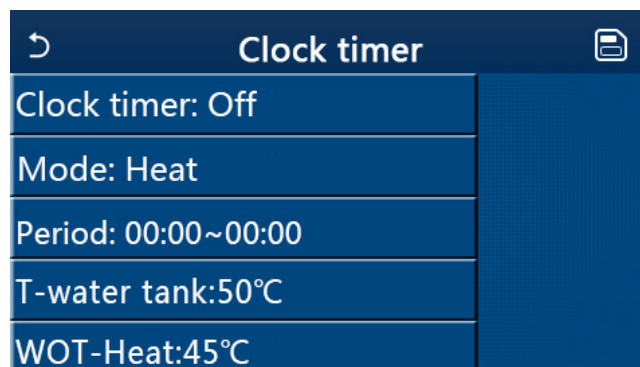 Clock timer
Clock timer: Off
Mode: Heat
Period: 00:00~00:00
T-water tank:50℃
WOT-Heat:45℃